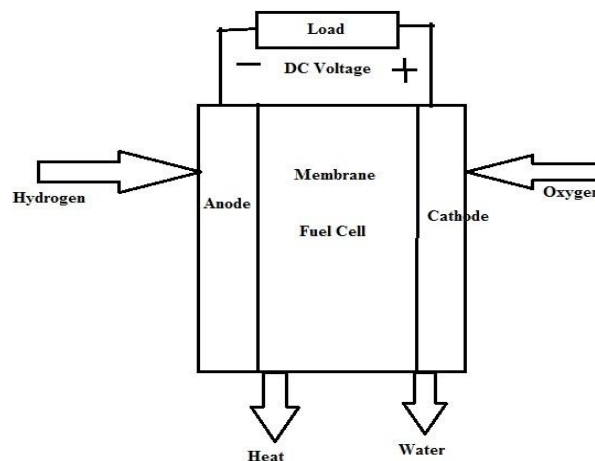 Load
− DC Voltage +
Hydrogen
Oxygen
Membrane
Anode
Cathode
Fuel Cell
Heat
Water